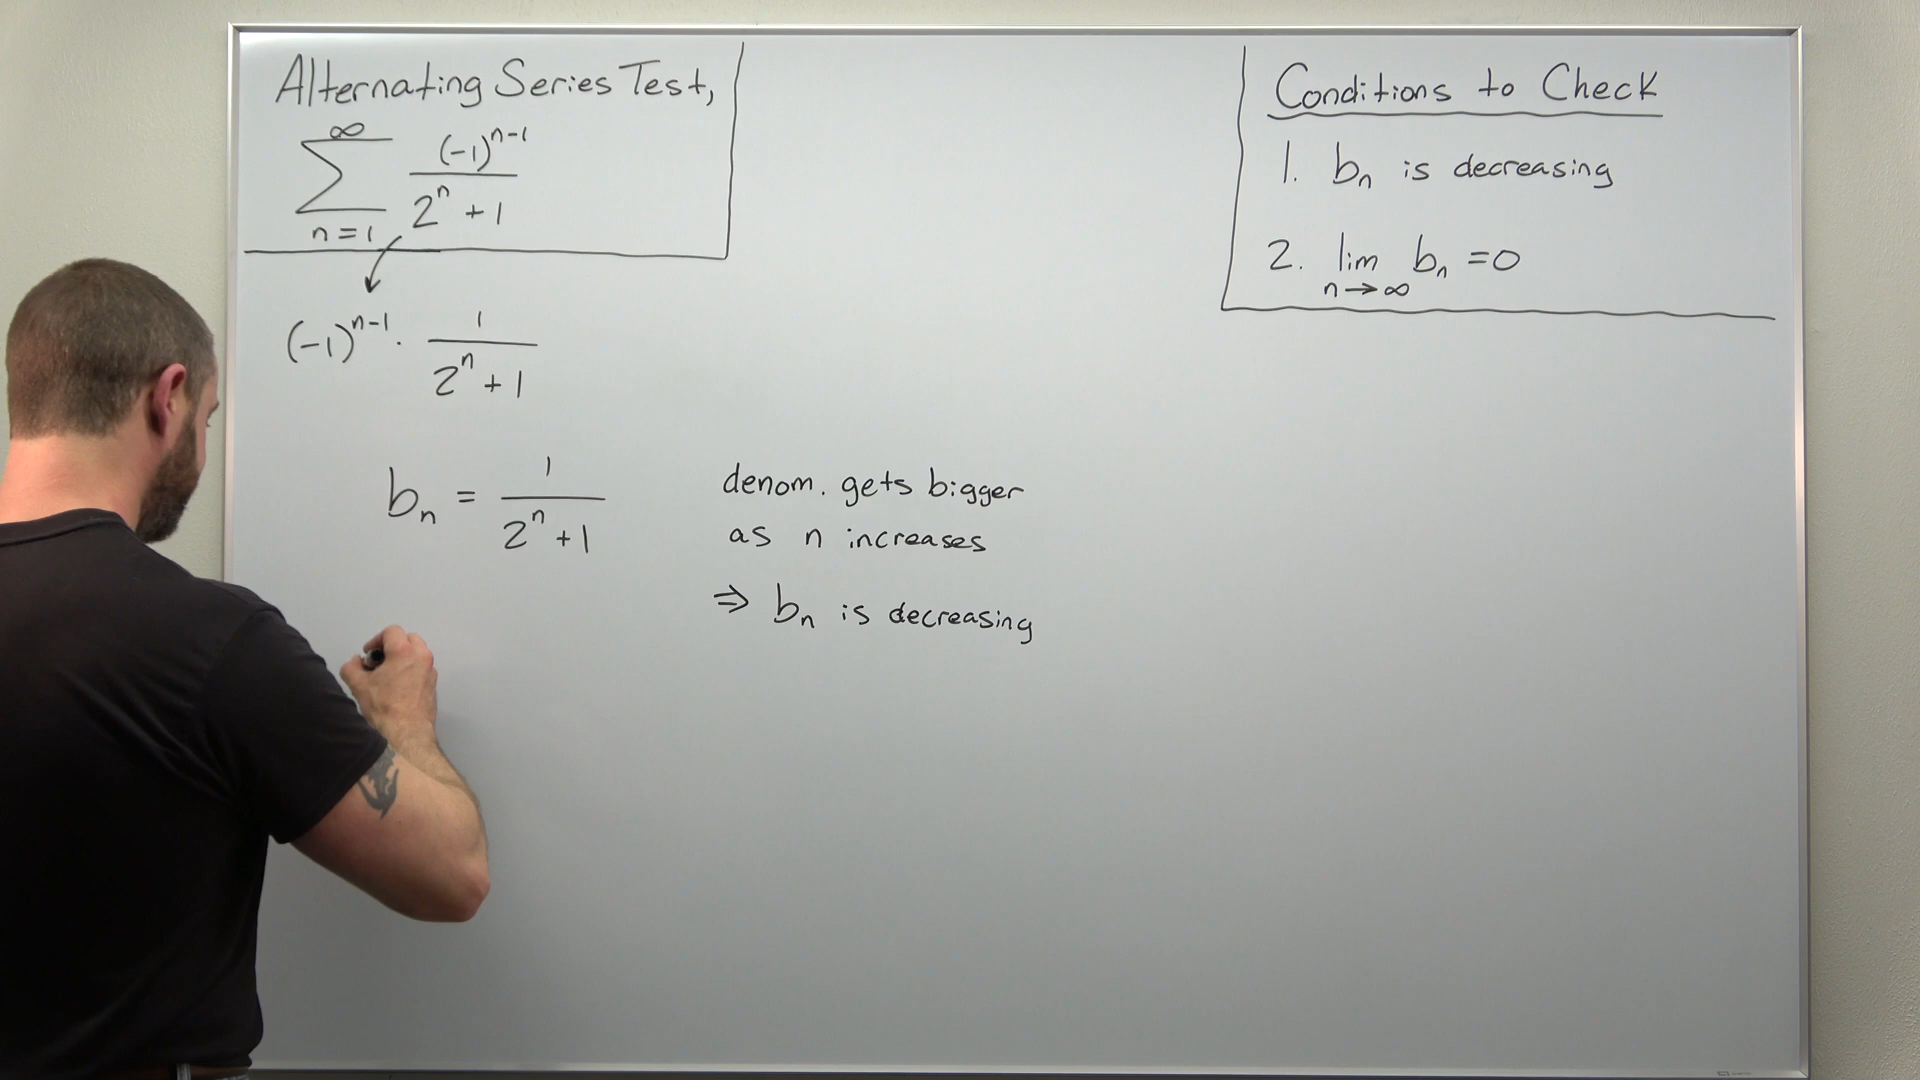 Alternating Series Test,
∞
∑ (-1)^{n-1} / (2^n + 1)
n=1
(-1)^{n-1} · 1 / (2^n + 1)
b_n = 1 / (2^n + 1)
denom. gets bigger
as n increases
⇒ b_n is decreasing
Conditions to Check
1. b_n is decreasing
2. lim b_n = 0
n→∞